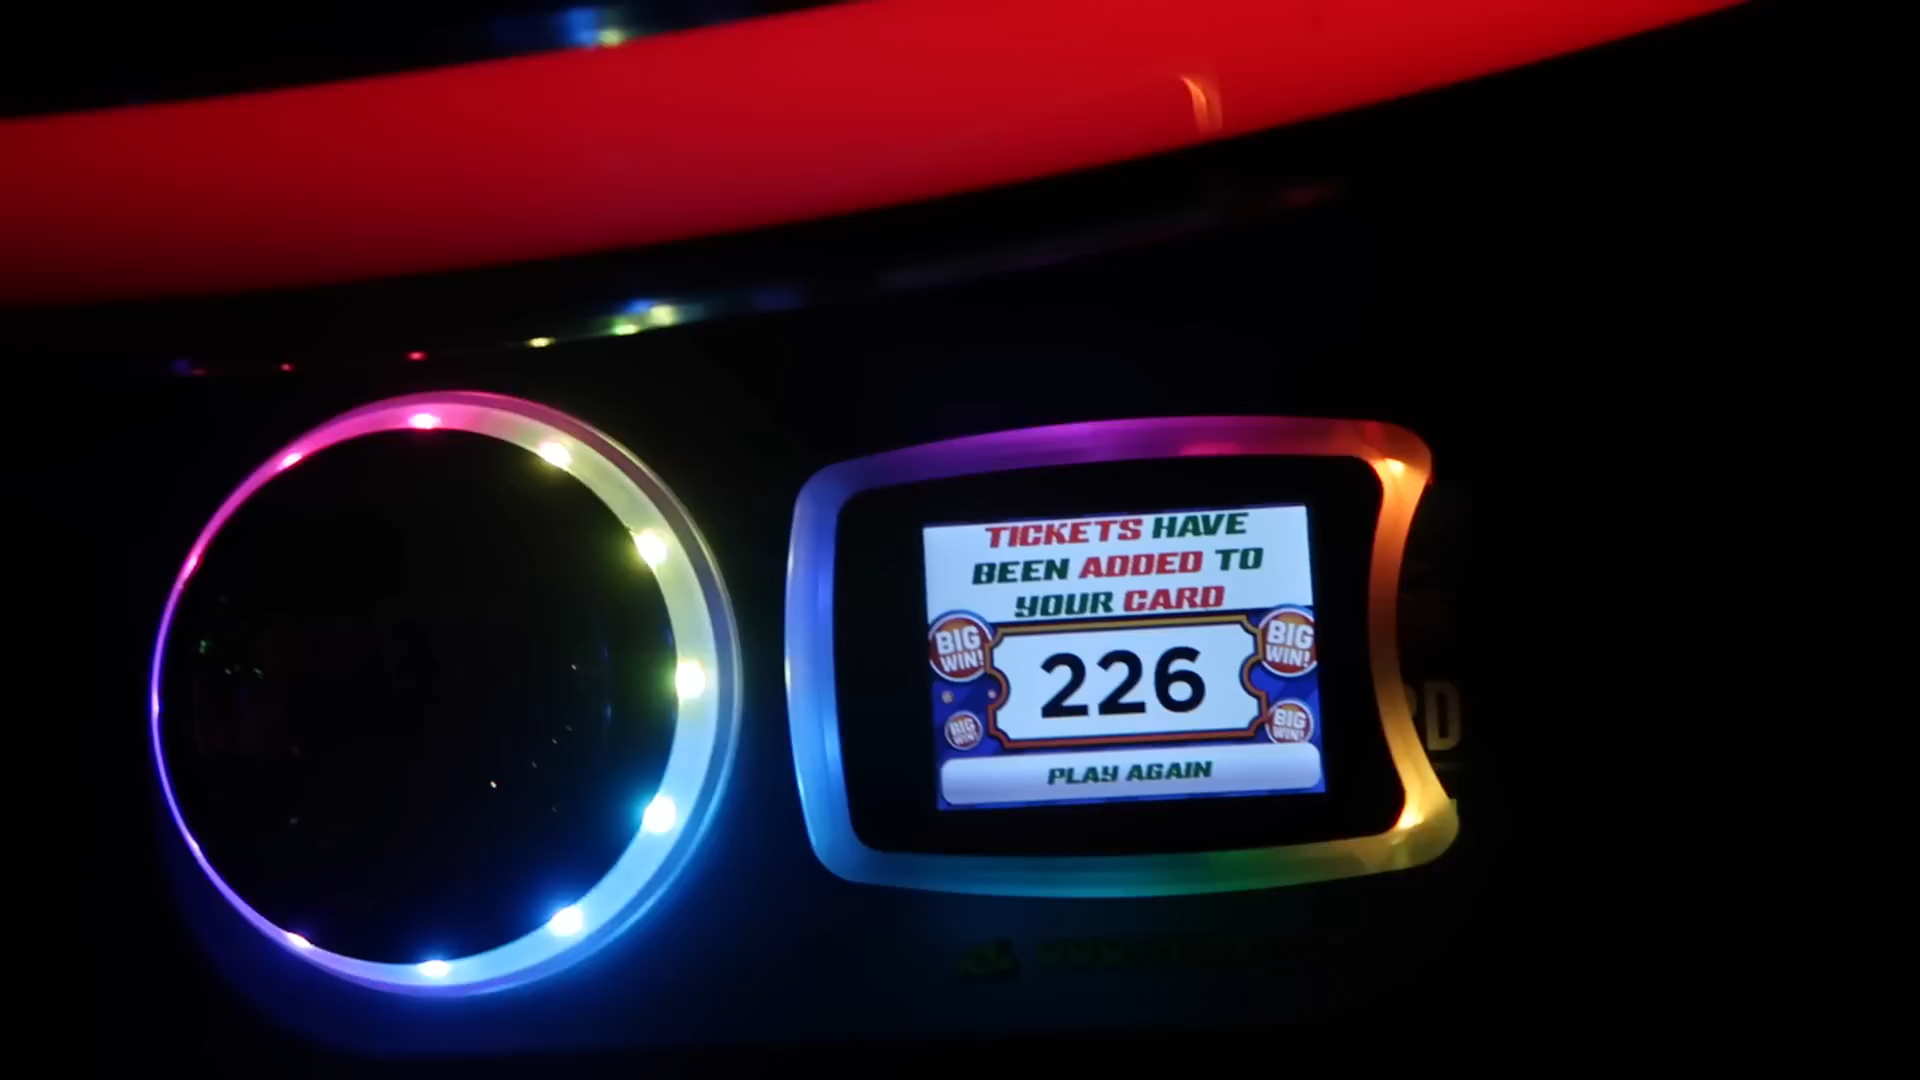 TICKETS HAVE
BEEN ADDED TO
YOUR CARD
BIG WIN!
BIG WIN!
226
BIG WIN!
BIG WIN!
PLAY AGAIN